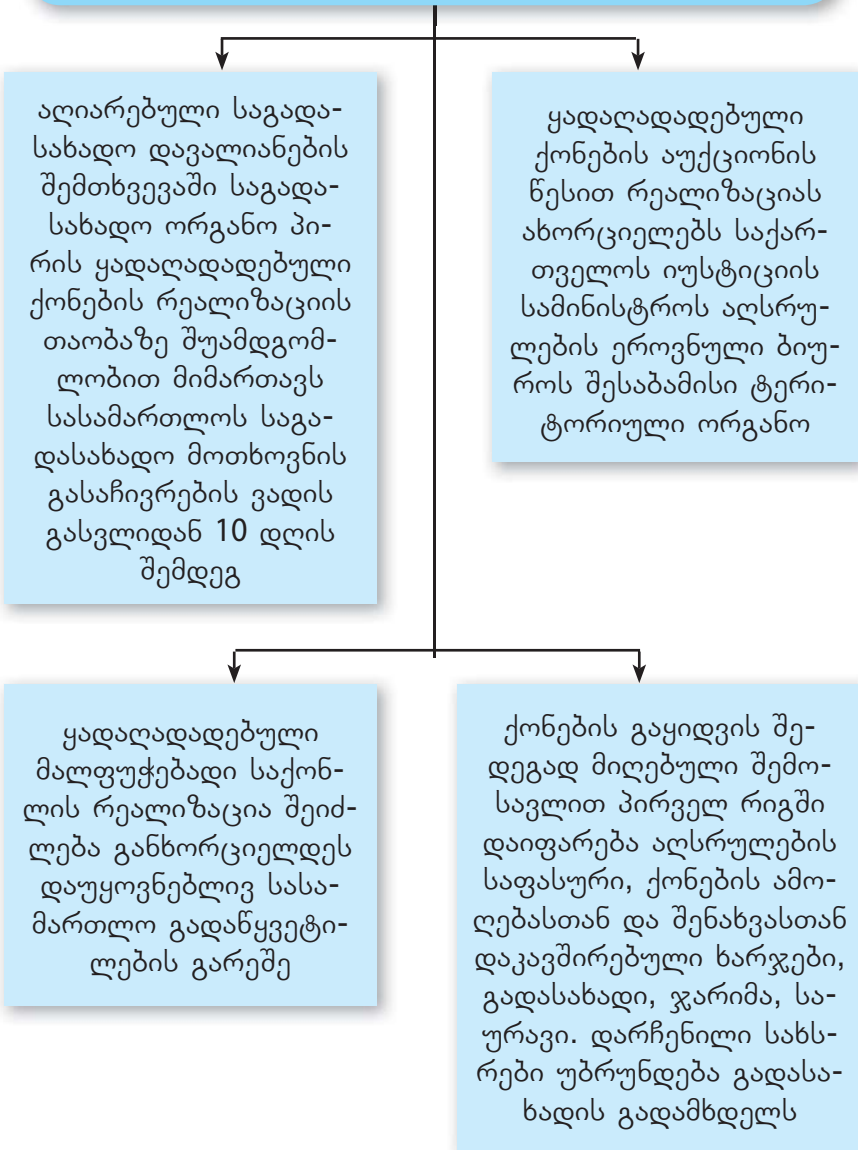 აღიარებული საგადა-
სახადო დავალიანების
შემთხვევაში საგადა-
სახადო ორგანო პი-
რის ყადაღადადებული
ქონების რეალიზაციის
თაობაზე შუამდგომ-
ლობით მიმართავს
სასამართლოს საგა-
დასახადო მოთხოვნის
გასაჩივრების ვადის
გასვლიდან 10 დღის
შემდეგ
ყადაღადადებული
ქონების აუქციონის
წესით რეალიზაციას
ახორციელებს საქარ-
თველოს იუსტიციის
სამინისტროს აღსრუ-
ლების ეროვნული ბიუ-
როს შესაბამისი ტერი-
ტორიული ორგანო
ყადაღადადებული
მალფუჭებადი საქონ-
ლის რეალიზაცია შეიძ-
ლება განხორციელდეს
დაუყოვნებლივ სასა-
მართლო გადაწყვეტი-
ლების გარეშე
ქონების გაყიდვის შე-
დეგად მიღებული შემო-
სავლით პირველ რიგში
დაიფარება აღსრულების
საფასური, ქონების ამო-
ღებასთან და შენახვასთან
დაკავშირებული ხარჯები,
გადასახადი, ჯარიმა, სა-
ურავი. დარჩენილი სახს-
რები უბრუნდება გადასა-
ხადის გადამხდელს